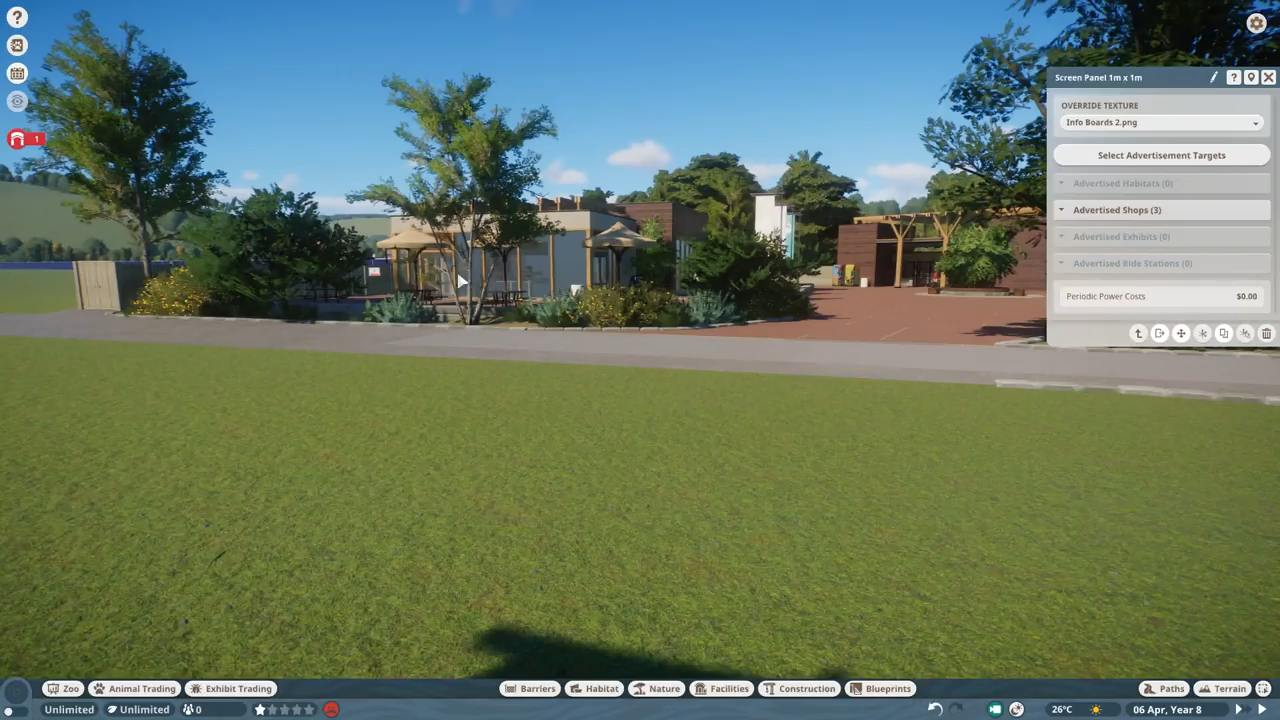 Screen Panel 1m x 1m
OVERRIDE TEXTURE
Info Boards 2.png
Select Advertisement Targets
Advertised Habitats (0)
Advertised Shops (3)
Advertised Exhibits (0)
Advertised Ride Stations (0)
Periodic Power Costs $0.00
1
Zoo Animal Trading Exhibit Trading Barriers Habitat Nature Facilities Construction Blueprints Paths Terrain
Unlimited Unlimited 0 26°C 06 Apr, Year 8